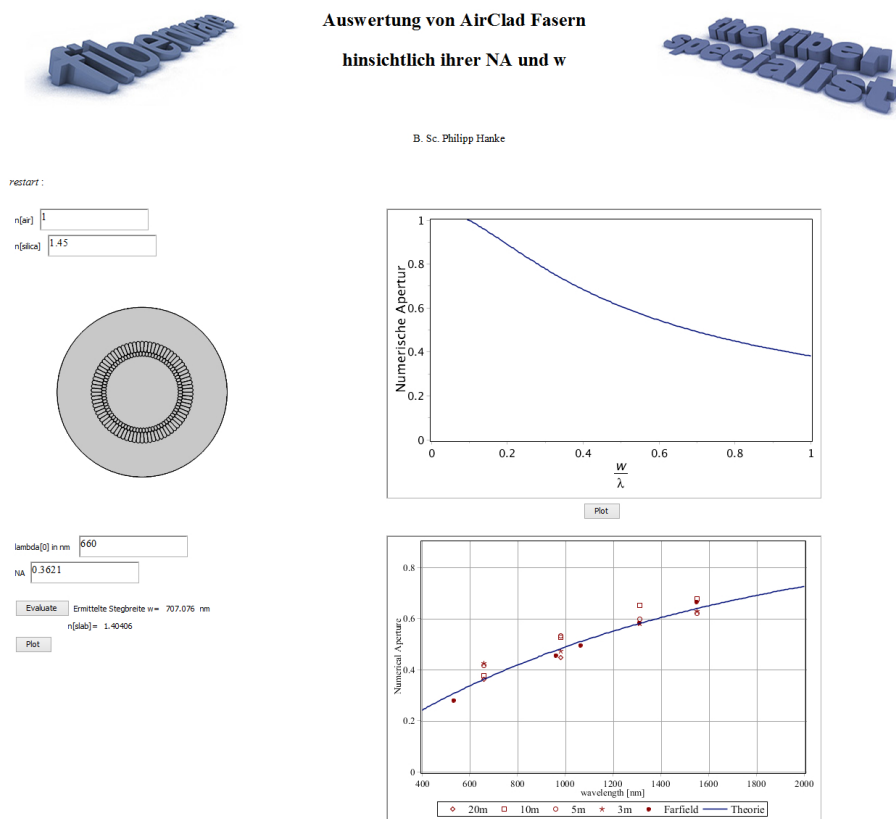 fiberware
Auswertung von AirClad Fasern
hinsichtlich ihrer NA und w
the fiber
specialist
B. Sc. Philipp Hanke
restart :
n[air] 1
n[silica] 1.45
Numerische Apertur
1
0.8
0.6
0.4
0.2
0
0 0.2 0.4 0.6 0.8 1
w
λ
Plot
lambda[0] in nm 660
NA 0.3621
Evaluate Ermittelte Stegbreite w= 707.076 nm
n[slab]= 1.40406
Plot
Numerical Aperture
0.8
0.6
0.4
0.2
0
400 600 800 1000 1200 1400 1600 1800 2000
wavelength [nm]
20m 10m 5m 3m Farfield Theorie